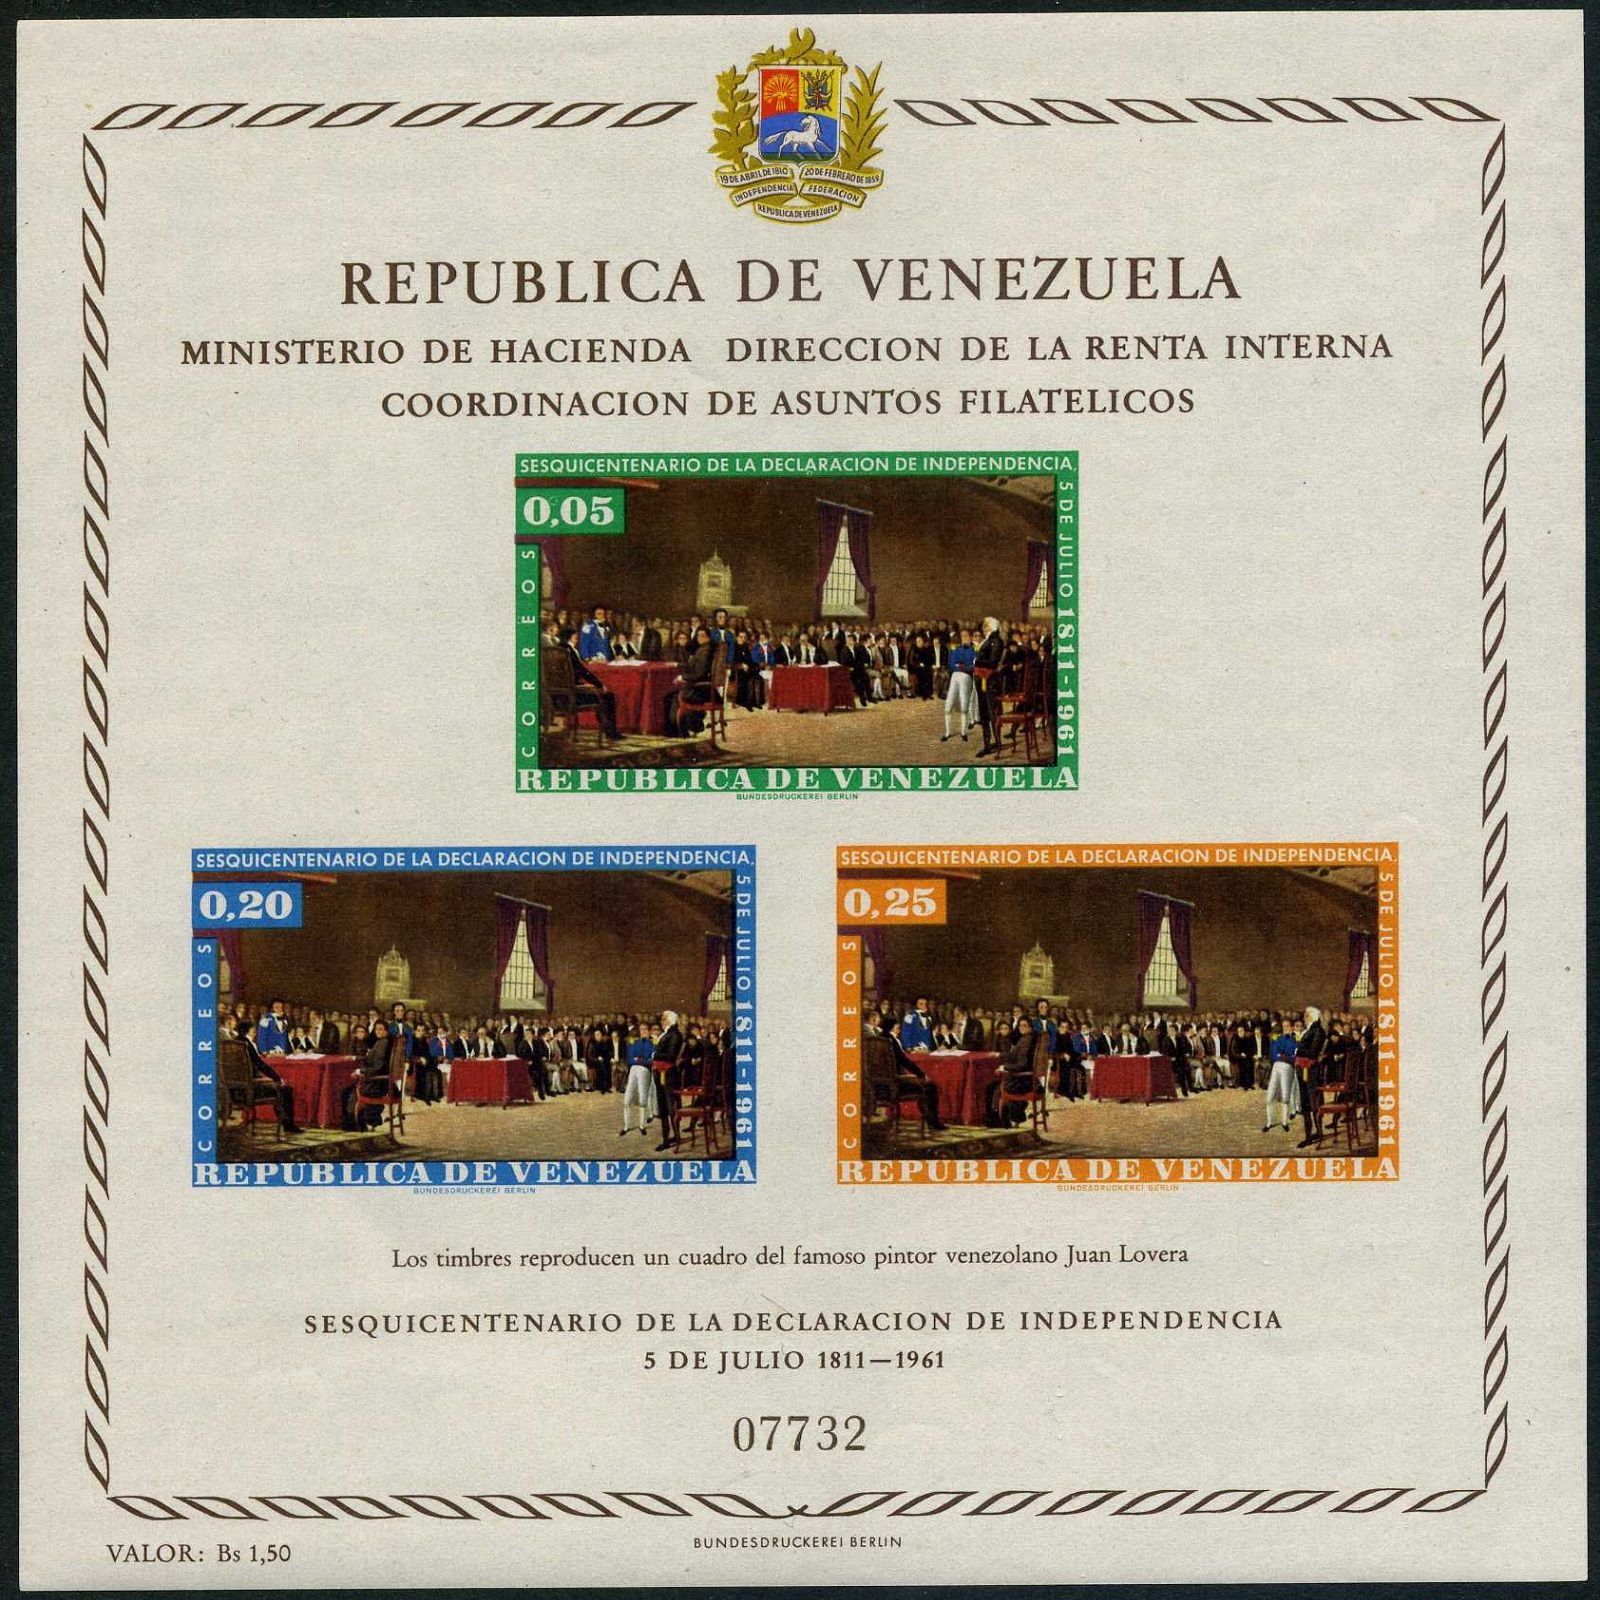 19 DE ABRIL DE 1810
20 DE FEBRERO DE 1859
INDEPENDENCIA
FEDERACION
REPUBLICA DE VENEZUELA
REPUBLICA DE VENEZUELA
MINISTERIO DE HACIENDA DIRECCION DE LA RENTA INTERNA
COORDINACION DE ASUNTOS FILATELICOS
SESQUICENTENARIO DE LA DECLARACION DE INDEPENDENCIA,
5 DE JULIO 1811-1961
0,05
CORREOS
REPUBLICA DE VENEZUELA
BUNDESDRUCKEREI BERLIN
SESQUICENTENARIO DE LA DECLARACION DE INDEPENDENCIA,
5 DE JULIO 1811-1961
0,20
CORREOS
REPUBLICA DE VENEZUELA
BUNDESDRUCKEREI BERLIN
SESQUICENTENARIO DE LA DECLARACION DE INDEPENDENCIA,
5 DE JULIO 1811-1961
0,25
CORREOS
REPUBLICA DE VENEZUELA
BUNDESDRUCKEREI BERLIN
Los timbres reproducen un cuadro del famoso pintor venezolano Juan Lovera
SESQUICENTENARIO DE LA DECLARACION DE INDEPENDENCIA
5 DE JULIO 1811—1961
07732
VALOR: Bs 1,50
BUNDESDRUCKEREI BERLIN